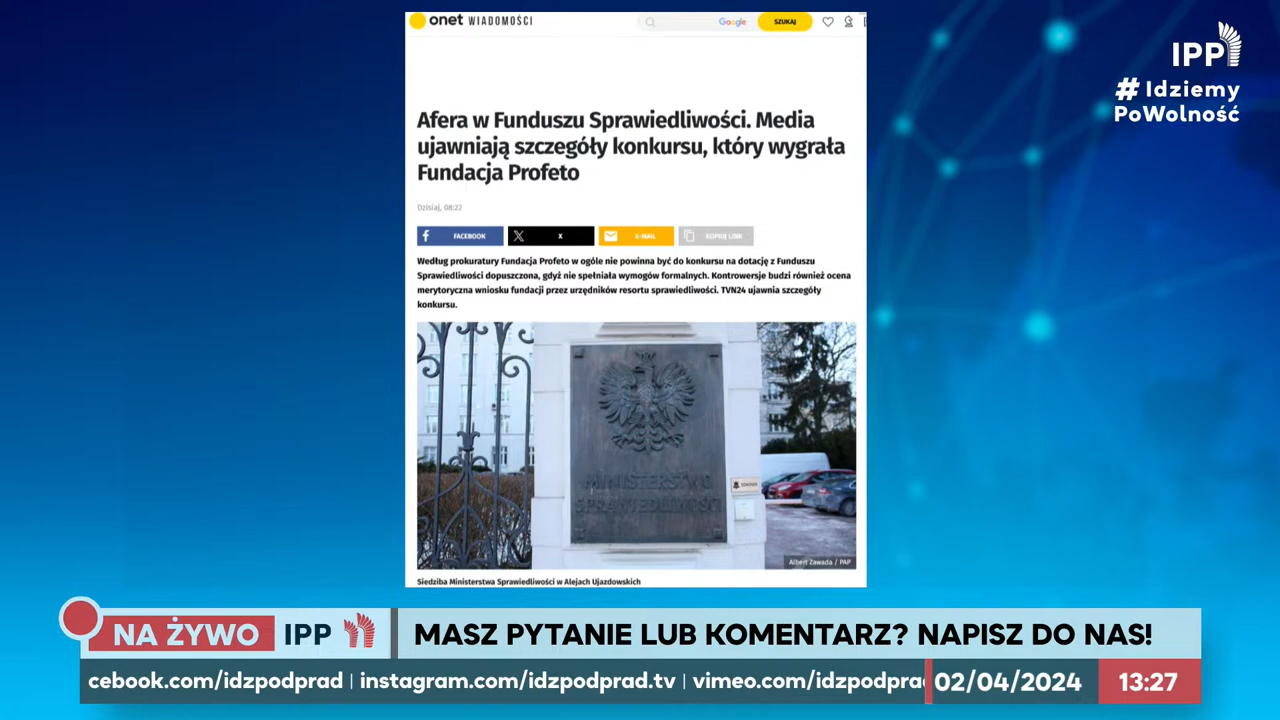 onet WIADOMOŚCI
Google
SZUKAJ
IPP
#Idziemy
PoWolność
Afera w Funduszu Sprawiedliwości. Media
ujawniają szczegóły konkursu, który wygrała
Fundacja Profeto
Dzisiaj, 08:22
FACEBOOK
X
E-MAIL
KOPIUJ LINK
Według prokuratury Fundacja Profeto w ogóle nie powinna być do konkursu na dotację z Funduszu
Sprawiedliwości dopuszczona, gdyż nie spełniała wymogów formalnych. Kontrowersje budzi również ocena
merytoryczna wniosku fundacji przez urzędników resortu sprawiedliwości. TVN24 ujawnia szczegóły
konkursu.
MINISTERSTWO
SPRAWIEDLIWOŚCI
Albert Zawada / PAP
Siedziba Ministerstwa Sprawiedliwości w Alejach Ujazdowskich
NA ŻYWO IPP
MASZ PYTANIE LUB KOMENTARZ? NAPISZ DO NAS!
cebook.com/idzpodprad | instagram.com/idzpodprad.tv | vimeo.com/idzpodprad
02/04/2024
13:27